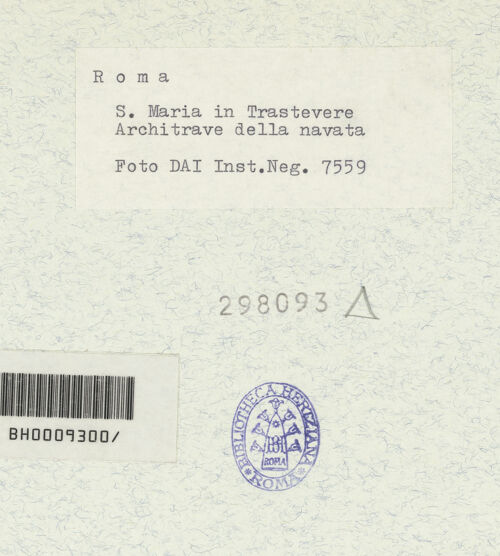 R o m a
S. Maria in Trastevere
Architrave della navata
Foto DAI Inst.Neg. 7559
298093 Δ
BH0009300/
BIBLIOTHECA HERTZIANA
ROMA
* ROMA *